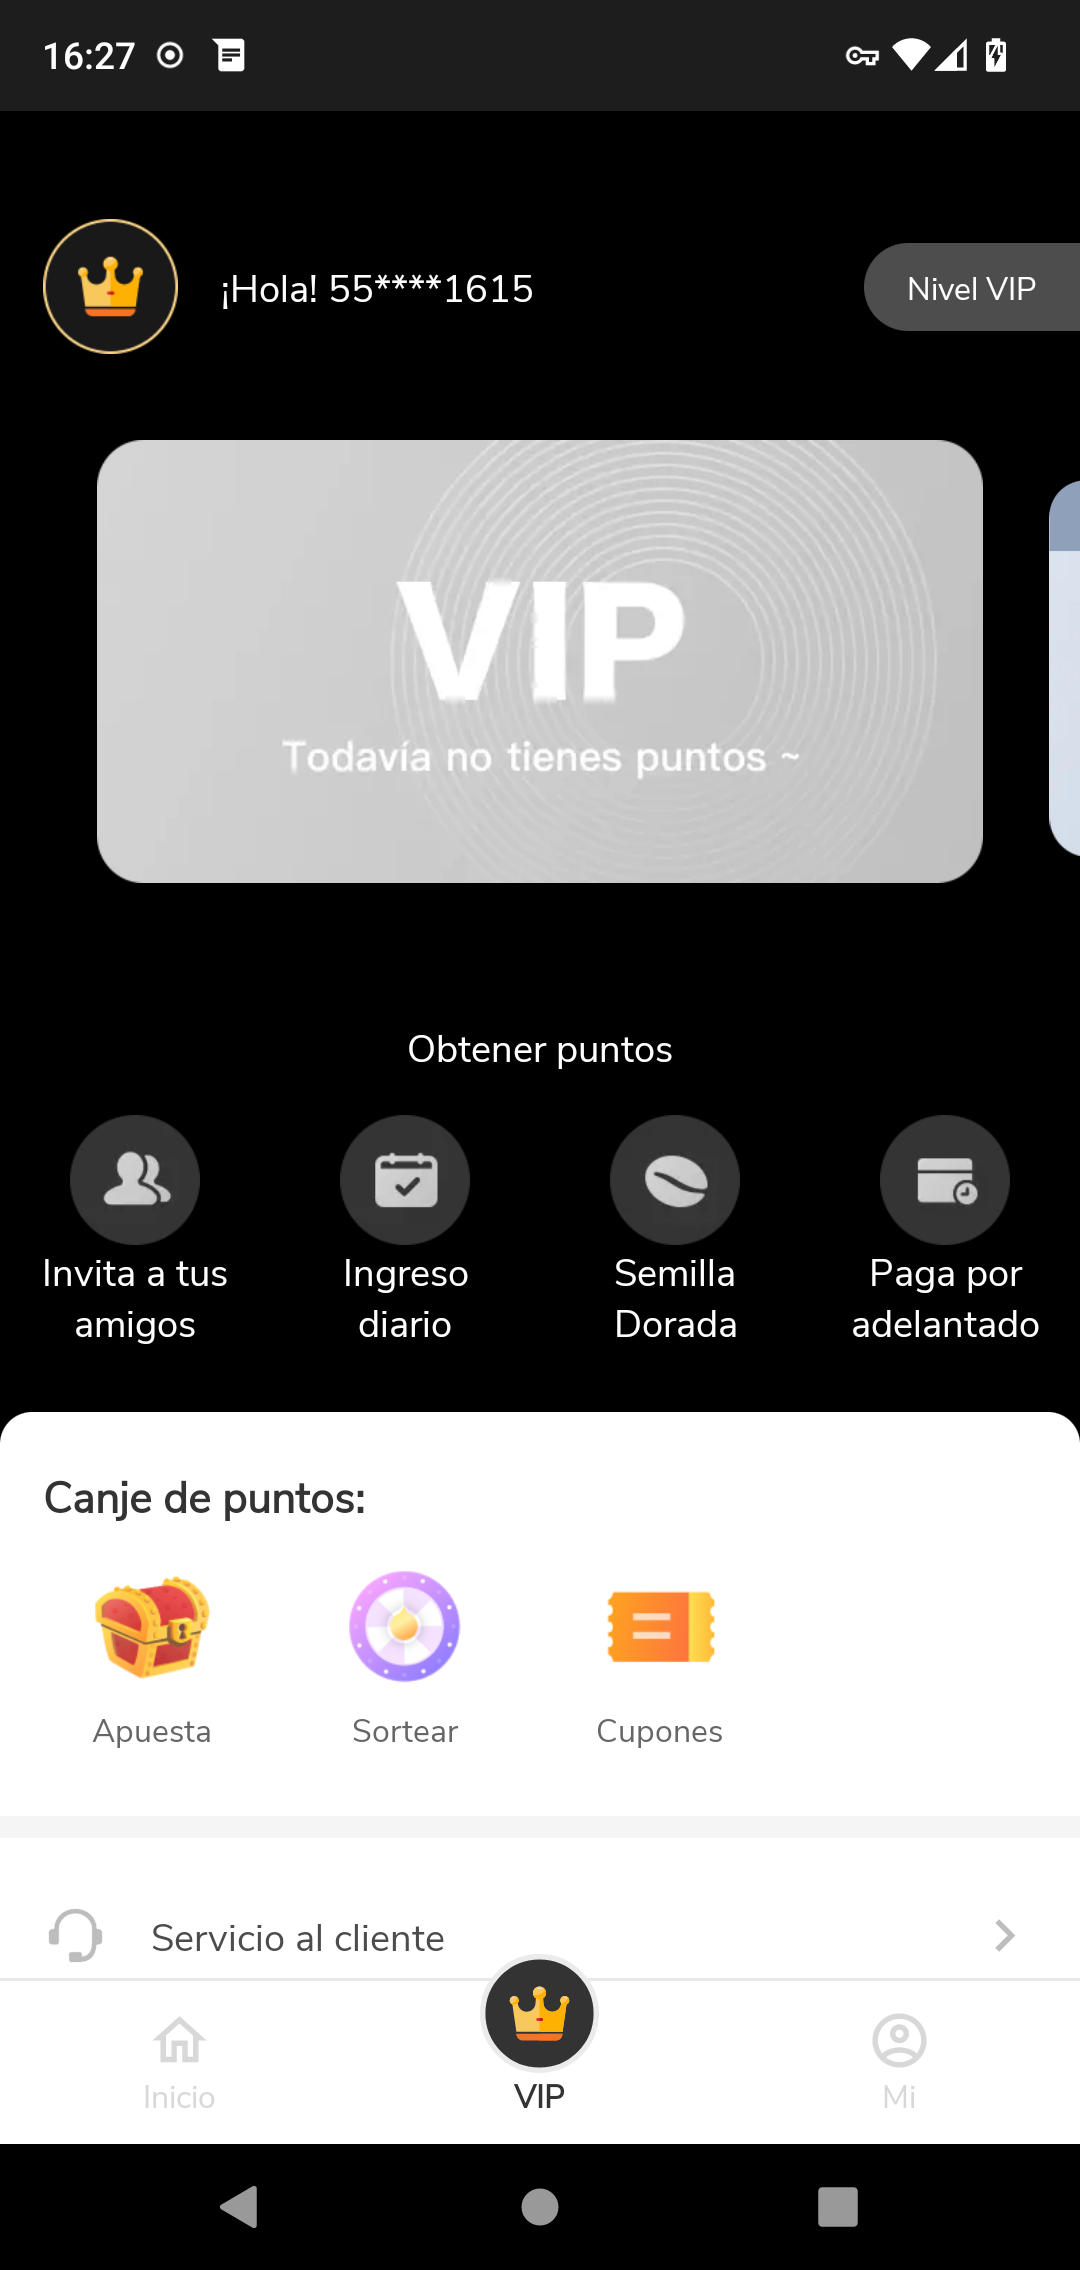 16:27
¡Hola! 55****1615
Nivel VIP
VIP
Todavía no tienes puntos ~
Obtener puntos
Invita a tus
amigos
Ingreso
diario
Semilla
Dorada
Paga por
adelantado
Canje de puntos:
Apuesta
Sortear
Cupones
Servicio al cliente
Inicio
VIP
Mi